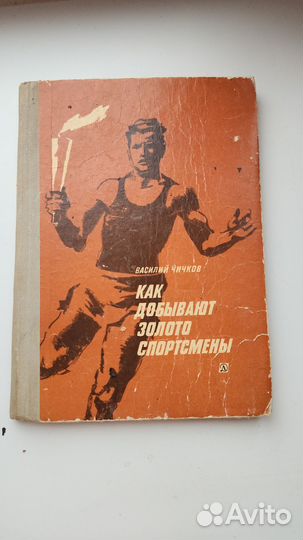 ВАСИЛИЙ ЧИЧКОВ
КАК
ДОБЫВАЮТ
ЗОЛОТО
СПОРТСМЕНЫ
Avito